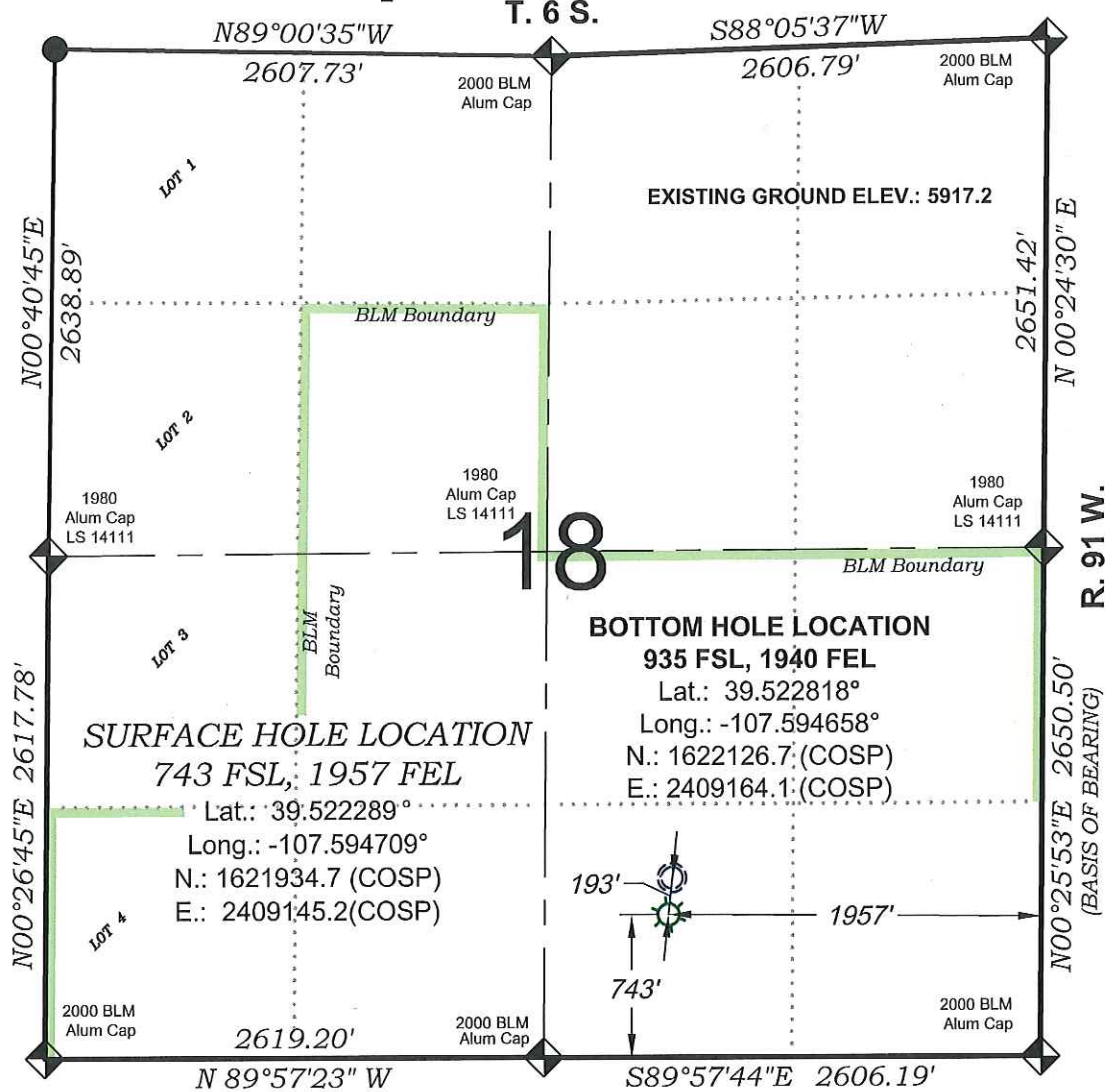 T. 6 S.
N89°00'35"W
S88°05'37"W
2607.73'
2606.79'
2000 BLM
Alum Cap
2000 BLM
Alum Cap
LOT 1
EXISTING GROUND ELEV.: 5917.2
N00°40'45"E
2638.89'
2651.42'
N 00°24'30" E
BLM Boundary
LOT 2
1980
Alum Cap
LS 14111
1980
Alum Cap
LS 14111
1980
Alum Cap
LS 14111
R. 91 W.
18
BLM Boundary
LOT 3
BLM
Boundary
BOTTOM HOLE LOCATION
935 FSL, 1940 FEL
Lat.: 39.522818°
Long.: -107.594658°
N.: 1622126.7 (COSP)
E.: 2409164.1 (COSP)
SURFACE HOLE LOCATION
743 FSL, 1957 FEL
Lat.: 39.522289°
Long.: -107.594709°
N.: 1621934.7 (COSP)
E.: 2409145.2(COSP)
N00°26'45"E 2617.78'
N00°25'53"E 2650.50'
(BASIS OF BEARING)
LOT 4
193'
1957'
743'
2000 BLM
Alum Cap
2000 BLM
Alum Cap
2000 BLM
Alum Cap
2619.20'
N 89°57'23" W
S89°57'44"E 2606.19'